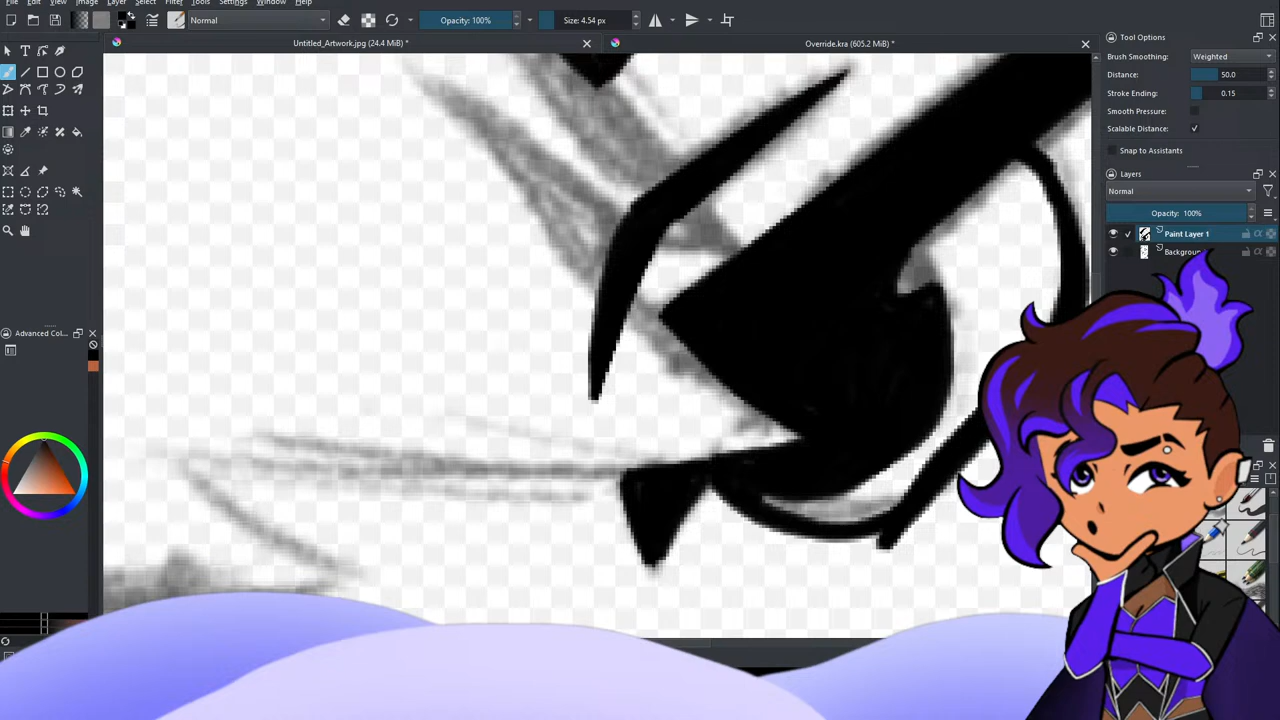 File Edit View Image Layer Select Filter Tools Settings Window Help
Normal Opacity: 100% Size: 4.54 px
Untitled_Artwork.jpg (24.4 MiB) *
Override.kra (605.2 MiB) *
Tool Options
Brush Smoothing: Weighted
Distance: 50.0
Stroke Ending: 0.15
Smooth Pressure:
Scalable Distance:
Snap to Assistants
Layers
Normal
Opacity: 100%
Paint Layer 1
Backgroun
Advanced Col...